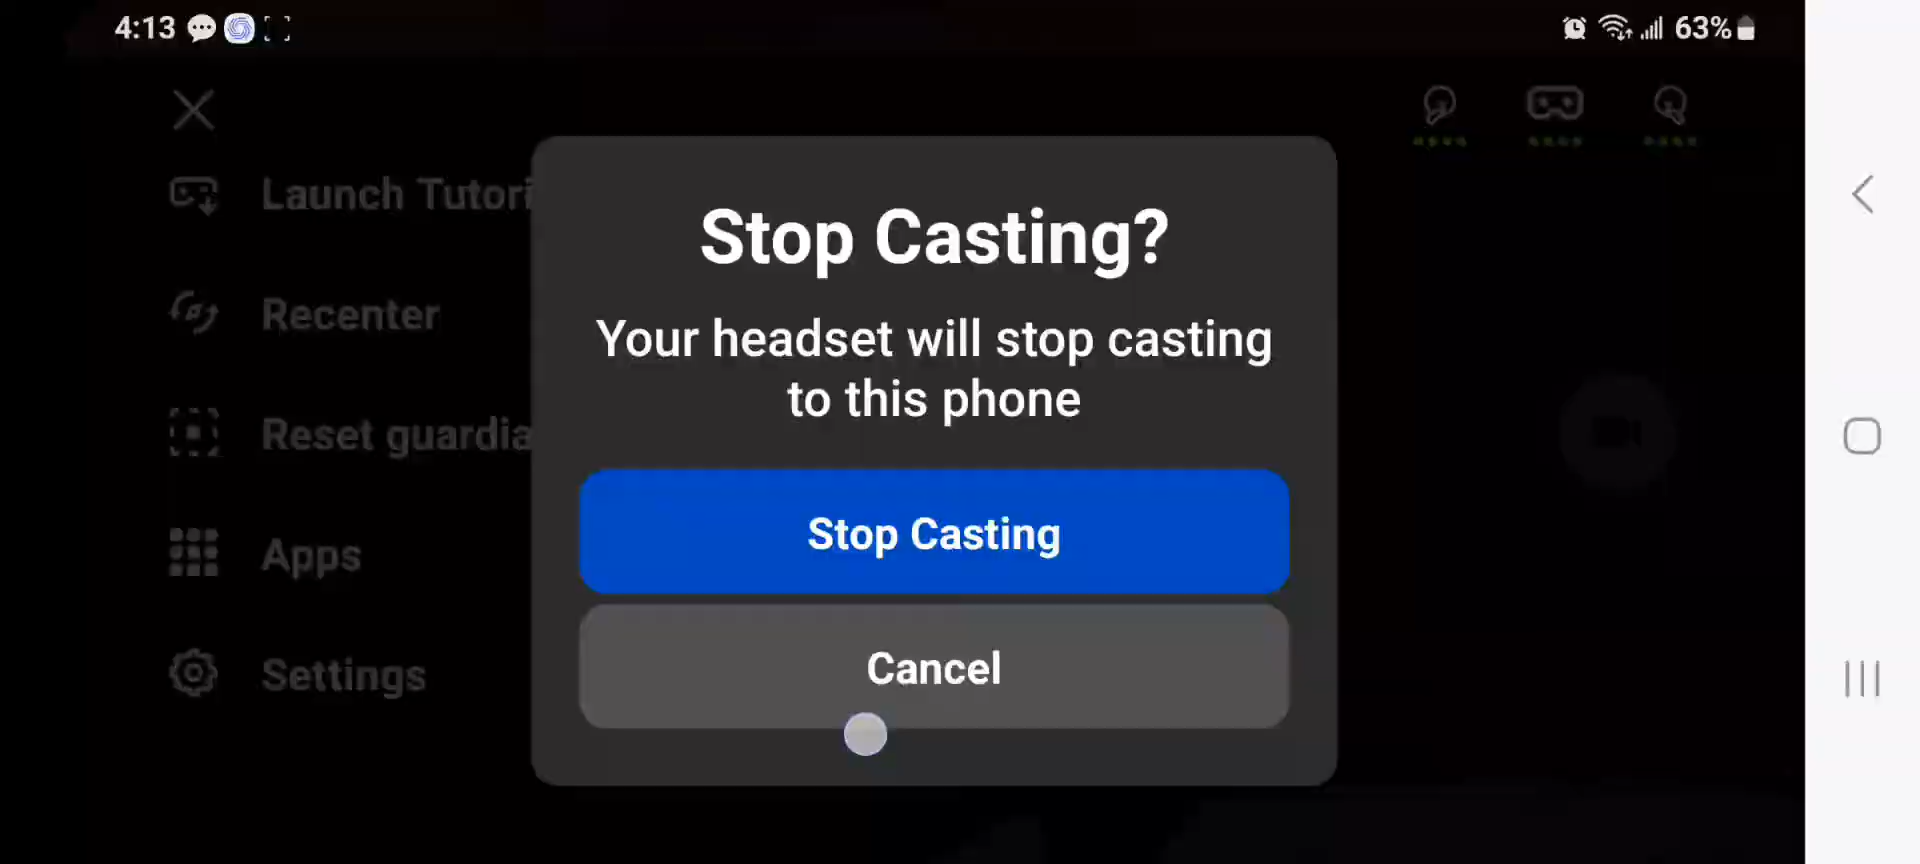 4:13
63%
Launch Tutori
Recenter
Reset guardia
Apps
Settings
Stop Casting?
Your headset will stop casting
to this phone
Stop Casting
Cancel